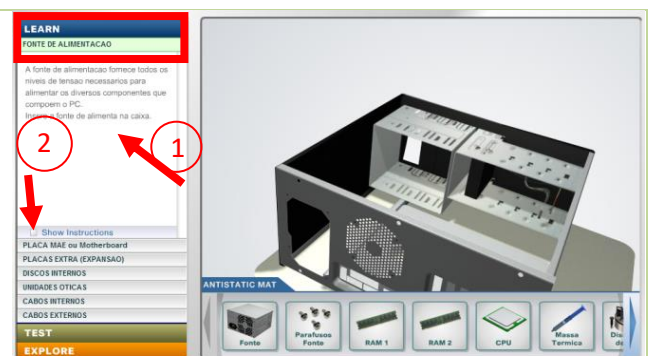 LEARN
FONTE DE ALIMENTACAO
A fonte de alimentacao fornece todos os
niveis de tensao necessarios para
alimentar os diversos componentes que
compoem o PC.
fonte de alimenta na caixa.
2
1
Show Instructions
PLACA MAE ou Motherboard
PLACAS EXTRA (EXPANSAO)
DISCOS INTERNOS
UNIDADES OTICAS
CABOS INTERNOS
CABOS EXTERNOS
TEST
EXPLORE
ANTISTATIC MAT
Fonte
Parafusos
Fonte
RAM 1
RAM 2
CPU
Massa
Termica